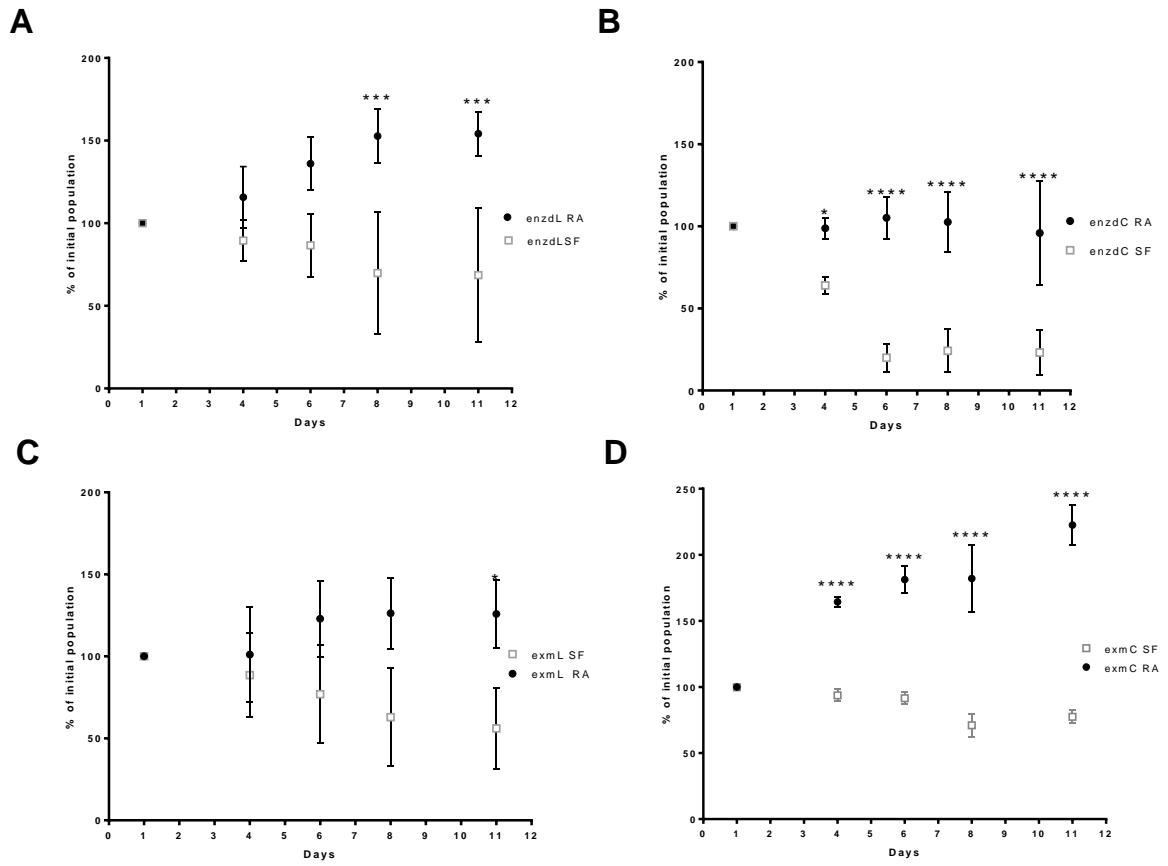 A
200
150
100
50
0
% of initial population
0 1 2 3 4 5 6 7 8 9 10 11 12
Days
*** ***
enzdL RA
enzdLSF
B
200
150
100
50
0
% of initial population
0 1 2 3 4 5 6 7 8 9 10 11 12
Days
* **** **** ****
enzdC RA
enzdC SF
C
200
150
100
50
0
% of initial population
0 1 2 3 4 5 6 7 8 9 10 11 12
Days
*
exmL SF
exmL RA
D
250
200
150
100
50
0
% of initial population
0 1 2 3 4 5 6 7 8 9 10 11 12
Days
**** **** **** ****
exmC SF
exmC RA